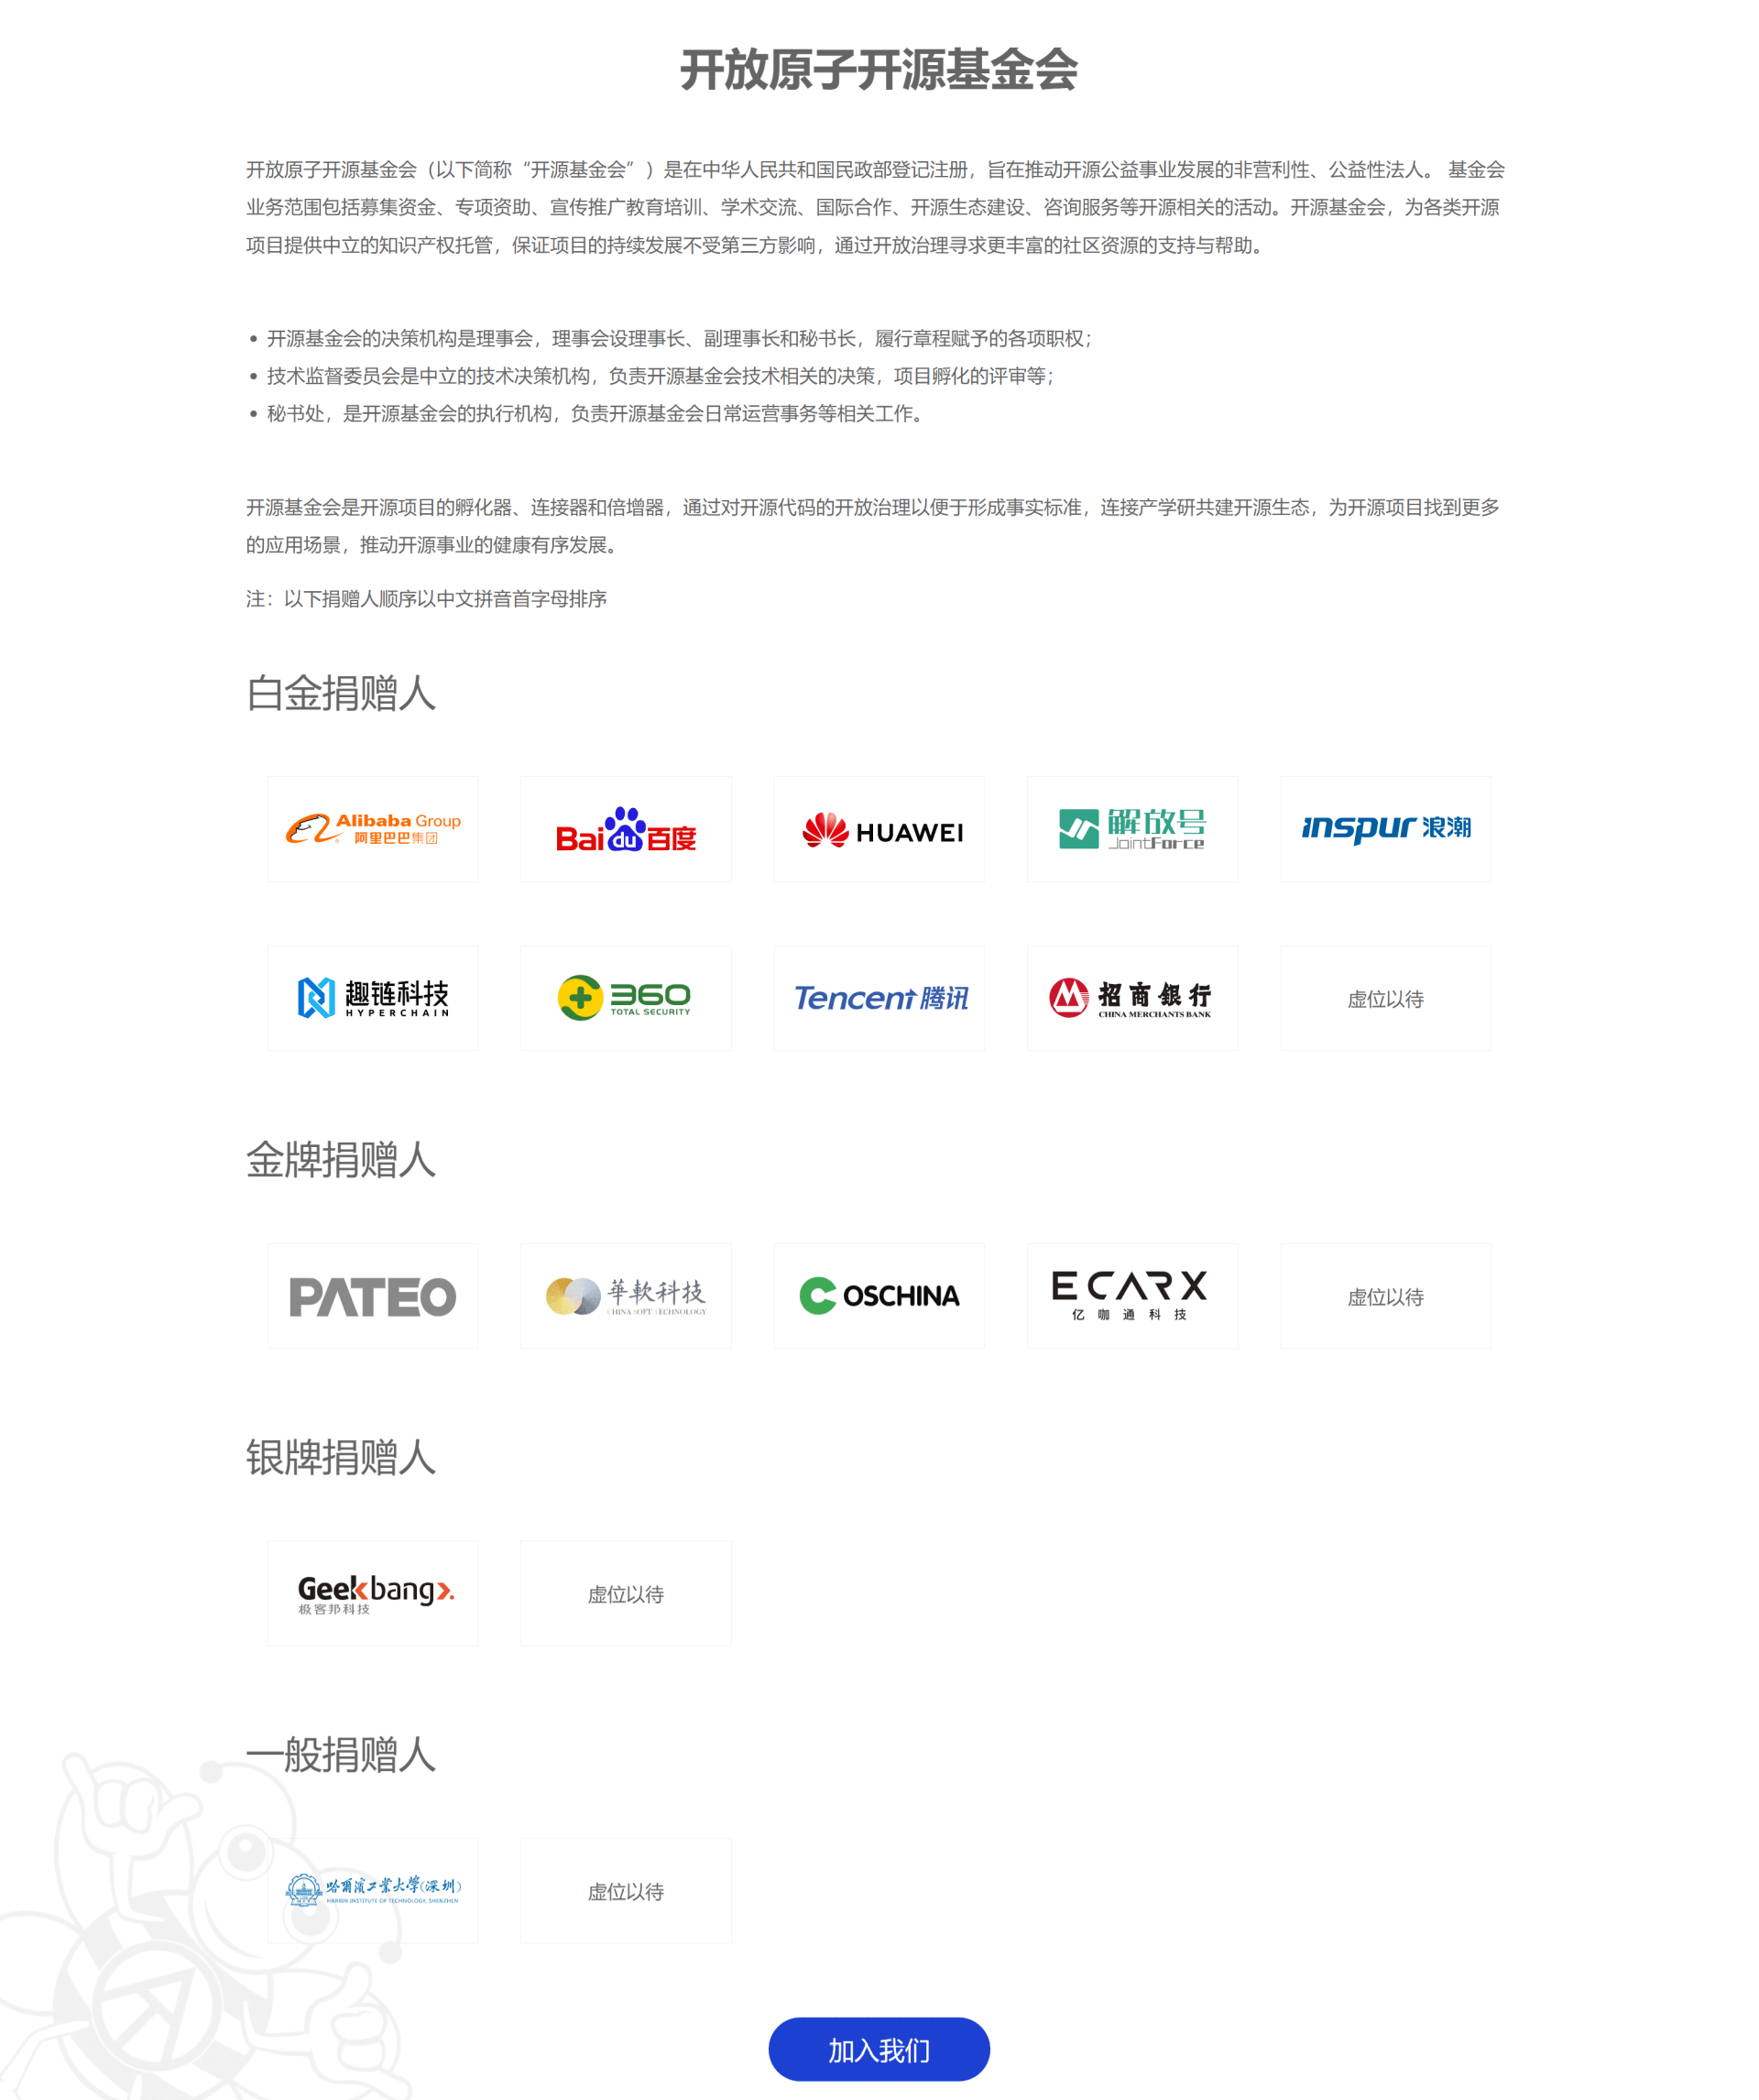 开放原子开源基金会
开放原子开源基金会（以下简称“开源基金会”）是在中华人民共和国民政部登记注册，旨在推动开源公益事业发展的非营利性、公益性法人。 基金会
业务范围包括募集资金、专项资助、宣传推广教育培训、学术交流、国际合作、开源生态建设、咨询服务等开源相关的活动。开源基金会，为各类开源
项目提供中立的知识产权托管，保证项目的持续发展不受第三方影响，通过开放治理寻求更丰富的社区资源的支持与帮助。
• 开源基金会的决策机构是理事会，理事会设理事长、副理事长和秘书长，履行章程赋予的各项职权；
• 技术监督委员会是中立的技术决策机构，负责开源基金会技术相关的决策，项目孵化的评审等；
• 秘书处，是开源基金会的执行机构，负责开源基金会日常运营事务等相关工作。
开源基金会是开源项目的孵化器、连接器和倍增器，通过对开源代码的开放治理以便于形成事实标准，连接产学研共建开源生态，为开源项目找到更多
的应用场景，推动开源事业的健康有序发展。
注：以下捐赠人顺序以中文拼音首字母排序
白金捐赠人
Alibaba Group
阿里巴巴集团
Baidu百度
HUAWEI
解放号
JointForce
inspur 浪潮
趣链科技
HYPERCHAIN
360
TOTAL SECURITY
Tencent 腾讯
招商银行
CHINA MERCHANTS BANK
虚位以待
金牌捐赠人
PATEO
華軟科技
CHINA SOFT TECHNOLOGY
OSCHINA
ECARX
亿咖通科技
虚位以待
银牌捐赠人
Geekbang
极客邦科技
虚位以待
一般捐赠人
哈爾濱工業大學(深圳)
HARBIN INSTITUTE OF TECHNOLOGY, SHENZHEN
虚位以待
加入我们